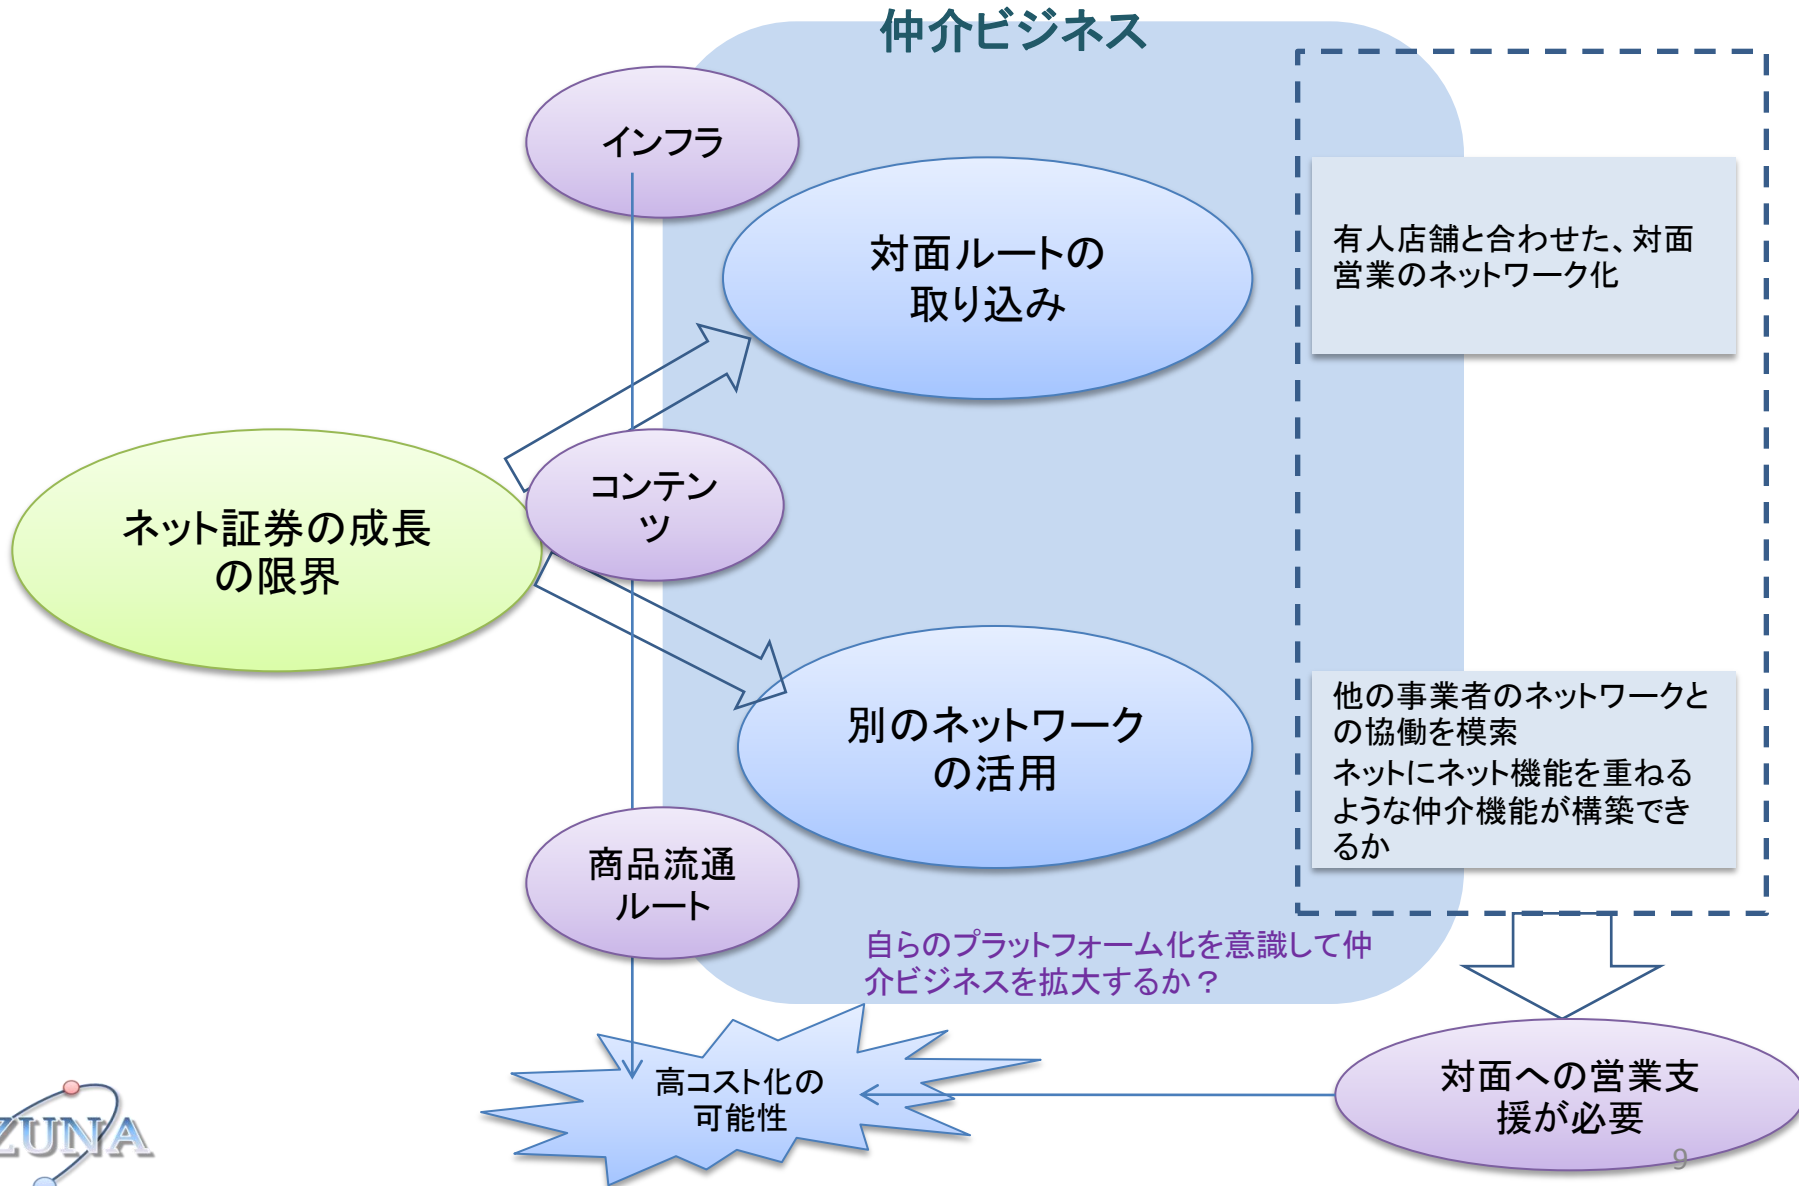 仲介ビジネス
インフラ
対面ルートの
取り込み
有人店舗と合わせた、対面
営業のネットワーク化
コンテン
ツ
ネット証券の成長
の限界
別のネットワーク
の活用
他の事業者のネットワークと
の協働を模索
ネットにネット機能を重ねる
ような仲介機能が構築でき
るか
商品流通
ルート
自らのプラットフォーム化を意識して仲
介ビジネスを拡大するか？
高コスト化の
可能性
対面への営業支
援が必要
ZUNA
9